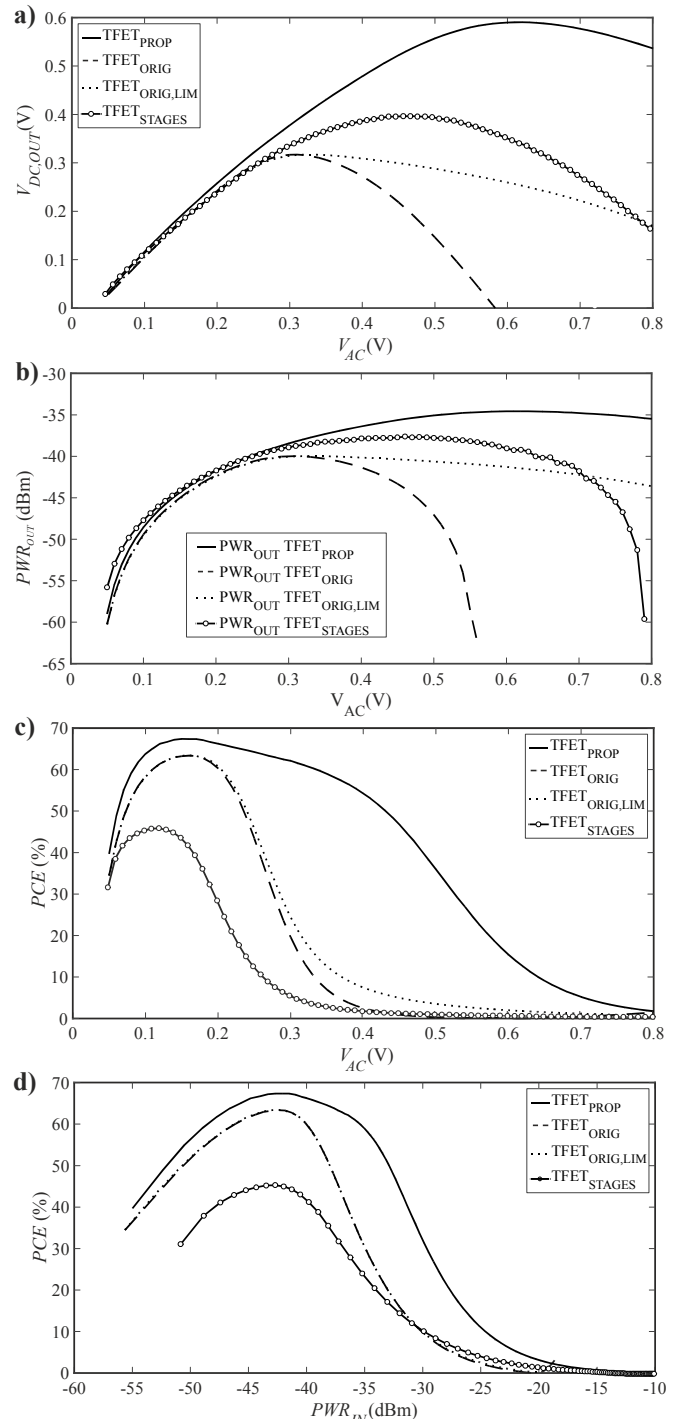 a)
0.6
0.5
0.4
0.3
0.2
0.1
0
V_DC,OUT(V)
TFET_PROP
TFET_ORIG
TFET_ORIG,LIM
TFET_STAGES
0 0.1 0.2 0.3 0.4 0.5 0.6 0.7 0.8
V_AC(V)
b)
-30
-35
-40
-45
-50
-55
-60
-65
PWR_OUT (dBm)
PWR_OUT TFET_PROP
PWR_OUT TFET_ORIG
PWR_OUT TFET_ORIG,LIM
PWR_OUT TFET_STAGES
0 0.1 0.2 0.3 0.4 0.5 0.6 0.7 0.8
V_AC(V)
c)
70
60
50
40
30
20
10
0
PCE (%)
TFET_PROP
TFET_ORIG
TFET_ORIG,LIM
TFET_STAGES
0 0.1 0.2 0.3 0.4 0.5 0.6 0.7 0.8
V_AC(V)
d)
70
60
50
40
30
20
10
0
PCE (%)
TFET_PROP
TFET_ORIG
TFET_ORIG,LIM
TFET_STAGES
-60 -55 -50 -45 -40 -35 -30 -25 -20 -15 -10
PWR_IN(dBm)